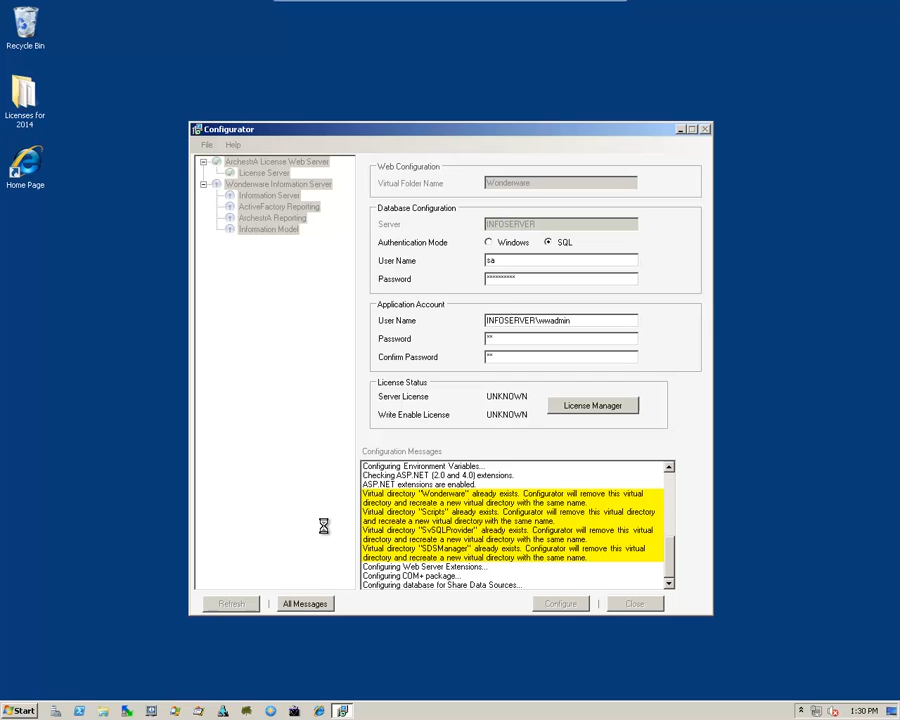 Recycle Bin
Licenses for
2014
Home Page
Configurator
File Help
ArchestrA License Web Server
License Server
Wonderware Information Server
Information Server
ActiveFactory Reporting
ArchestrA Reporting
Information Model
Web Configuration
Virtual Folder Name Wonderware
Database Configuration
Server INFOSERVER
Authentication Mode Windows SQL
User Name sa
Password **********
Application Account
User Name INFOSERVER\wwadmin
Password **
Confirm Password **
License Status
Server License UNKNOWN
Write Enable License UNKNOWN
License Manager
Configuration Messages
Configuring Environment Variables...
Checking ASP.NET (2.0 and 4.0) extensions.
ASP.NET extensions are enabled.
Virtual directory "Wonderware" already exists. Configurator will remove this virtual
directory and recreate a new virtual directory with the same name.
Virtual directory "Scripts" already exists. Configurator will remove this virtual directory
and recreate a new virtual directory with the same name.
Virtual directory "SvSQLProvider" already exists. Configurator will remove this virtual
directory and recreate a new virtual directory with the same name.
Virtual directory "SDSManager" already exists. Configurator will remove this virtual
directory and recreate a new virtual directory with the same name.
Configuring Web Server Extensions...
Configuring COM+ package...
Configuring database for Share Data Sources...
Refresh | All Messages Configure | Close
Start 1:30 PM